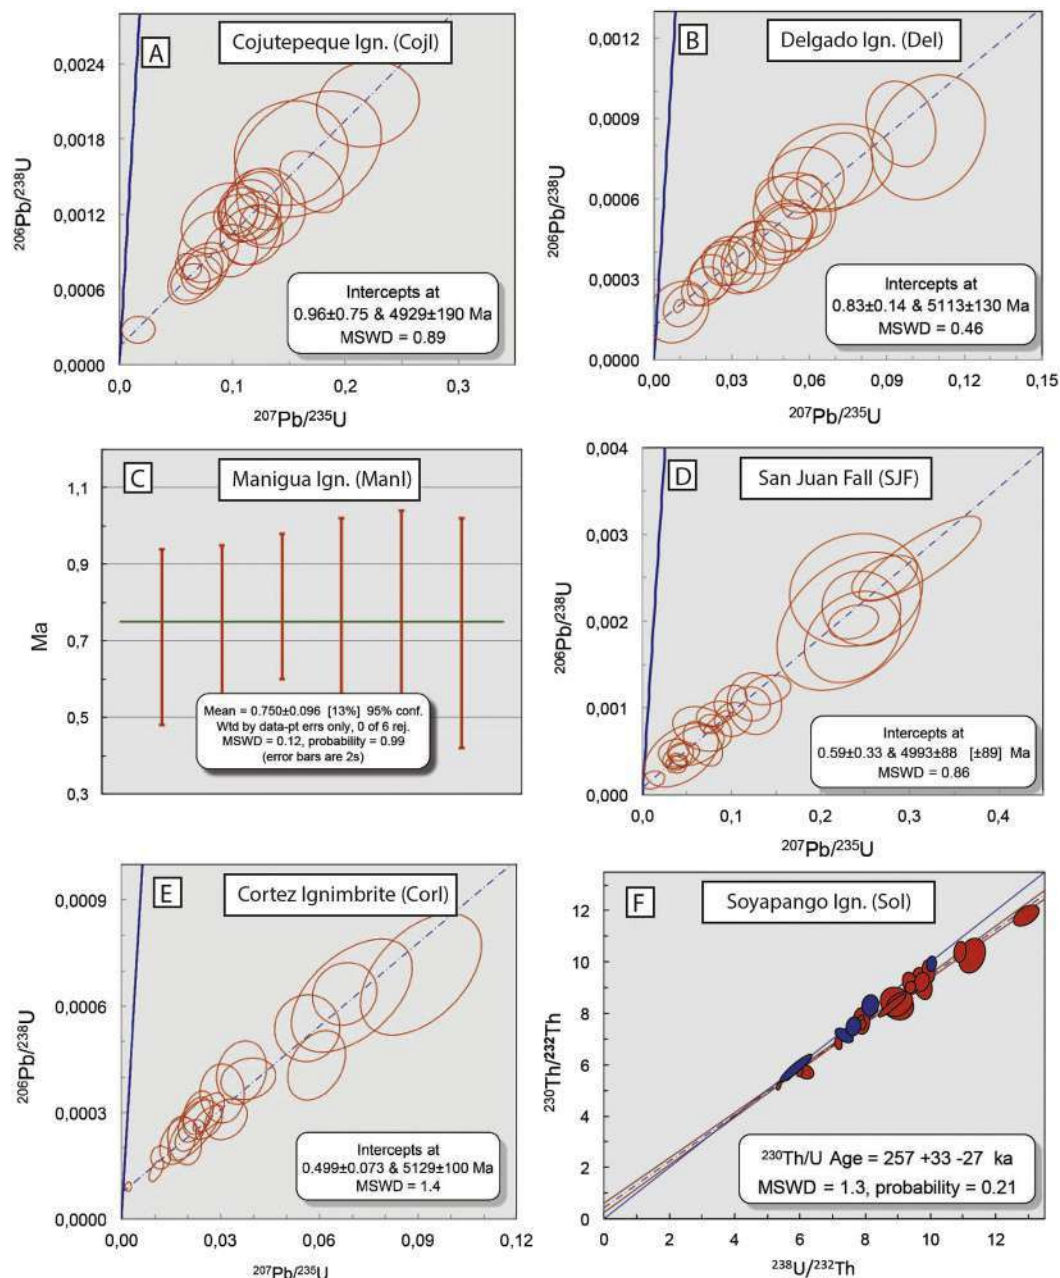 A
Cojutepeque Ign. (CojI)
0,0024
0,0018
0,0012
0,0006
0,0000
206Pb/238U
Intercepts at
0.96±0.75 & 4929±190 Ma
MSWD = 0.89
0,0 0,1 0,2 0,3
207Pb/235U
B
Delgado Ign. (Del)
0,0012
0,0009
0,0006
0,0003
0,0000
206Pb/238U
Intercepts at
0.83±0.14 & 5113±130 Ma
MSWD = 0.46
0,00 0,03 0,06 0,09 0,12 0,15
207Pb/235U
C
Manigua Ign. (ManI)
1,1
0,9
0,7
0,5
0,3
Ma
Mean = 0.750±0.096 [13%] 95% conf.
Wtd by data-pt errs only, 0 of 6 rej.
MSWD = 0.12, probability = 0.99
(error bars are 2s)
D
San Juan Fall (SJF)
0,004
0,003
0,002
0,001
0,000
206Pb/238U
Intercepts at
0.59±0.33 & 4993±88 [±89] Ma
MSWD = 0.86
0,0 0,1 0,2 0,3 0,4
207Pb/235U
E
Cortez Ignimbrite (CorI)
0,0009
0,0006
0,0003
0,0000
206Pb/238U
Intercepts at
0.499±0.073 & 5129±100 Ma
MSWD = 1.4
0,00 0,03 0,06 0,09 0,12
207Pb/235U
F
Soyapango Ign. (SoI)
12
10
8
6
4
2
0
230Th/232Th
230Th/U Age = 257 +33 -27 ka
MSWD = 1.3, probability = 0.21
0 2 4 6 8 10 12
238U/232Th